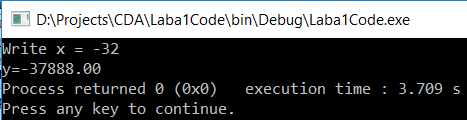 D:\Projects\CDA\Laba1Code\bin\Debug\Laba1Code.exe
Write x = -32
y=-37888.00
Process returned 0 (0x0)   execution time : 3.709 s
Press any key to continue.